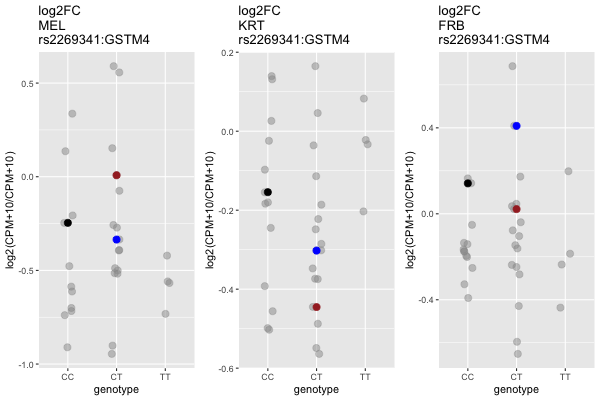 log2FC
MEL
rs2269341:GSTM4
log2(CPM+10/CPM+10)
0.5
0.0
-0.5
-1.0
CC CT TT
genotype
log2FC
KRT
rs2269341:GSTM4
log2(CPM+10/CPM+10)
0.2
0.0
-0.2
-0.4
-0.6
CC CT TT
genotype
log2FC
FRB
rs2269341:GSTM4
log2(CPM+10/CPM+10)
0.4
0.0
-0.4
CC CT TT
genotype